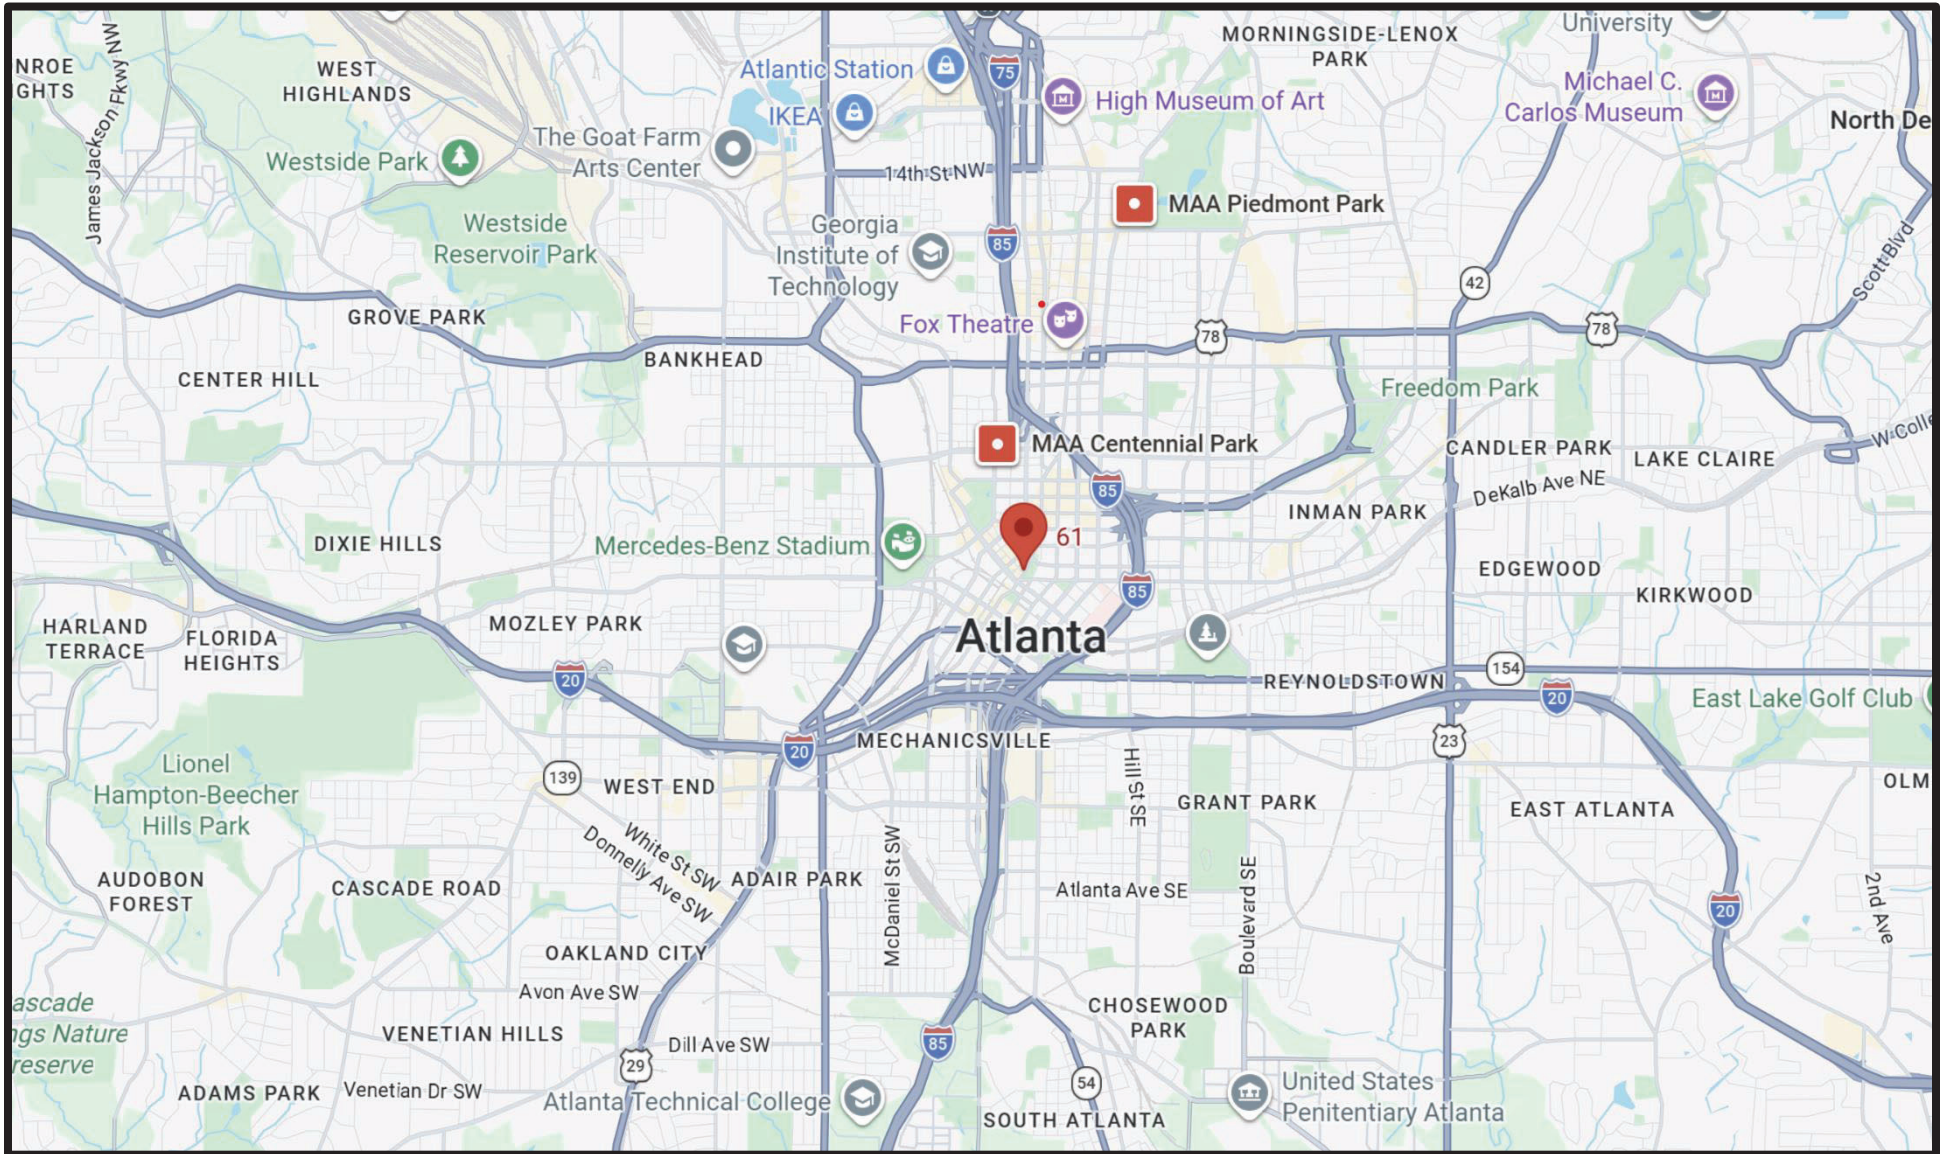 University
MORNINGSIDE-LENOX
PARK
NROE
GHTS
WEST
HIGHLANDS
James Jackson Pkwy NW
Atlantic Station
75
IKEA
High Museum of Art
Michael C.
Carlos Museum
North De
The Goat Farm
Arts Center
Westside Park
14th St NW
MAA Piedmont Park
Westside
Reservoir Park
Georgia
Institute of
Technology
85
42
Scott Blvd
GROVE PARK
Fox Theatre
78
78
BANKHEAD
CENTER HILL
Freedom Park
MAA Centennial Park
CANDLER PARK
LAKE CLAIRE
W Colle
85
DeKalb Ave NE
INMAN PARK
61
DIXIE HILLS
Mercedes-Benz Stadium
EDGEWOOD
85
KIRKWOOD
HARLAND
TERRACE
FLORIDA
HEIGHTS
MOZLEY PARK
Atlanta
20
REYNOLDSTOWN
154
20
East Lake Golf Club
20
MECHANICSVILLE
23
Lionel
Hampton-Beecher
Hills Park
139
WEST END
Hill St SE
GRANT PARK
EAST ATLANTA
OLM
White St SW
Donnelly Ave SW
McDaniel St SW
AUDOBON
FOREST
CASCADE ROAD
ADAIR PARK
Atlanta Ave SE
Boulevard SE
20
2nd Ave
OAKLAND CITY
Avon Ave SW
ascade
ngs Nature
reserve
VENETIAN HILLS
Dill Ave SW
CHOSEWOOD
PARK
85
29
ADAMS PARK
Venetian Dr SW
Atlanta Technical College
54
SOUTH ATLANTA
United States
Penitentiary Atlanta